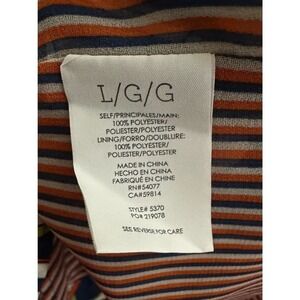 L/G/G
SELF/PRINCIPALES/MAIN:
100% POLYESTER/
POLIESTER/POLYESTER
LINING/FORRO/DOUBLURE:
100% POLYESTER/
POLIESTER/POLYESTER
MADE IN CHINA
HECHO EN CHINA
FABRIQUÉ EN CHINE
RN#54077
CA#59814
STYLE# 5370
PO# 219078
SEE REVERSE FOR CARE